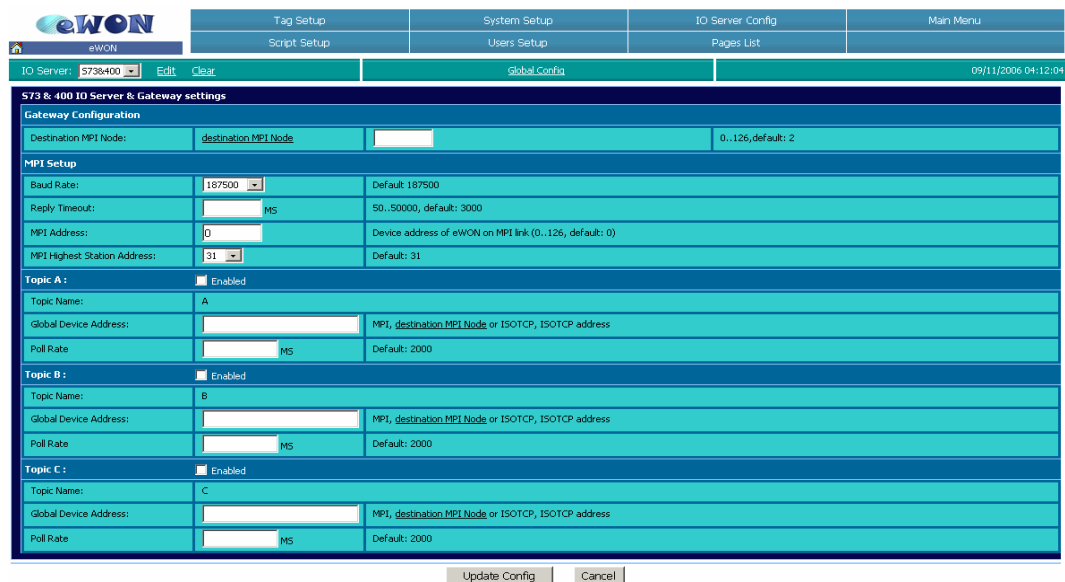 eWON
Tag Setup System Setup IO Server Config Main Menu
eWON Script Setup Users Setup Pages List
IO Server: S73&400 Edit Clear Global Config 09/11/2006 04:12:04
S73 & 400 IO Server & Gateway settings
Gateway Configuration
Destination MPI Node: destination MPI Node 0..126,default: 2
MPI Setup
Baud Rate: 187500 Default 187500
Reply Timeout: MS 50..50000, default: 3000
MPI Address: 0 Device address of eWON on MPI link (0..126, default: 0)
MPI Highest Station Address: 31 Default: 31
Topic A : Enabled
Topic Name: A
Global Device Address: MPI, destination MPI Node or ISOTCP, ISOTCP address
Poll Rate MS Default: 2000
Topic B : Enabled
Topic Name: B
Global Device Address: MPI, destination MPI Node or ISOTCP, ISOTCP address
Poll Rate MS Default: 2000
Topic C : Enabled
Topic Name: C
Global Device Address: MPI, destination MPI Node or ISOTCP, ISOTCP address
Poll Rate MS Default: 2000
Update Config Cancel